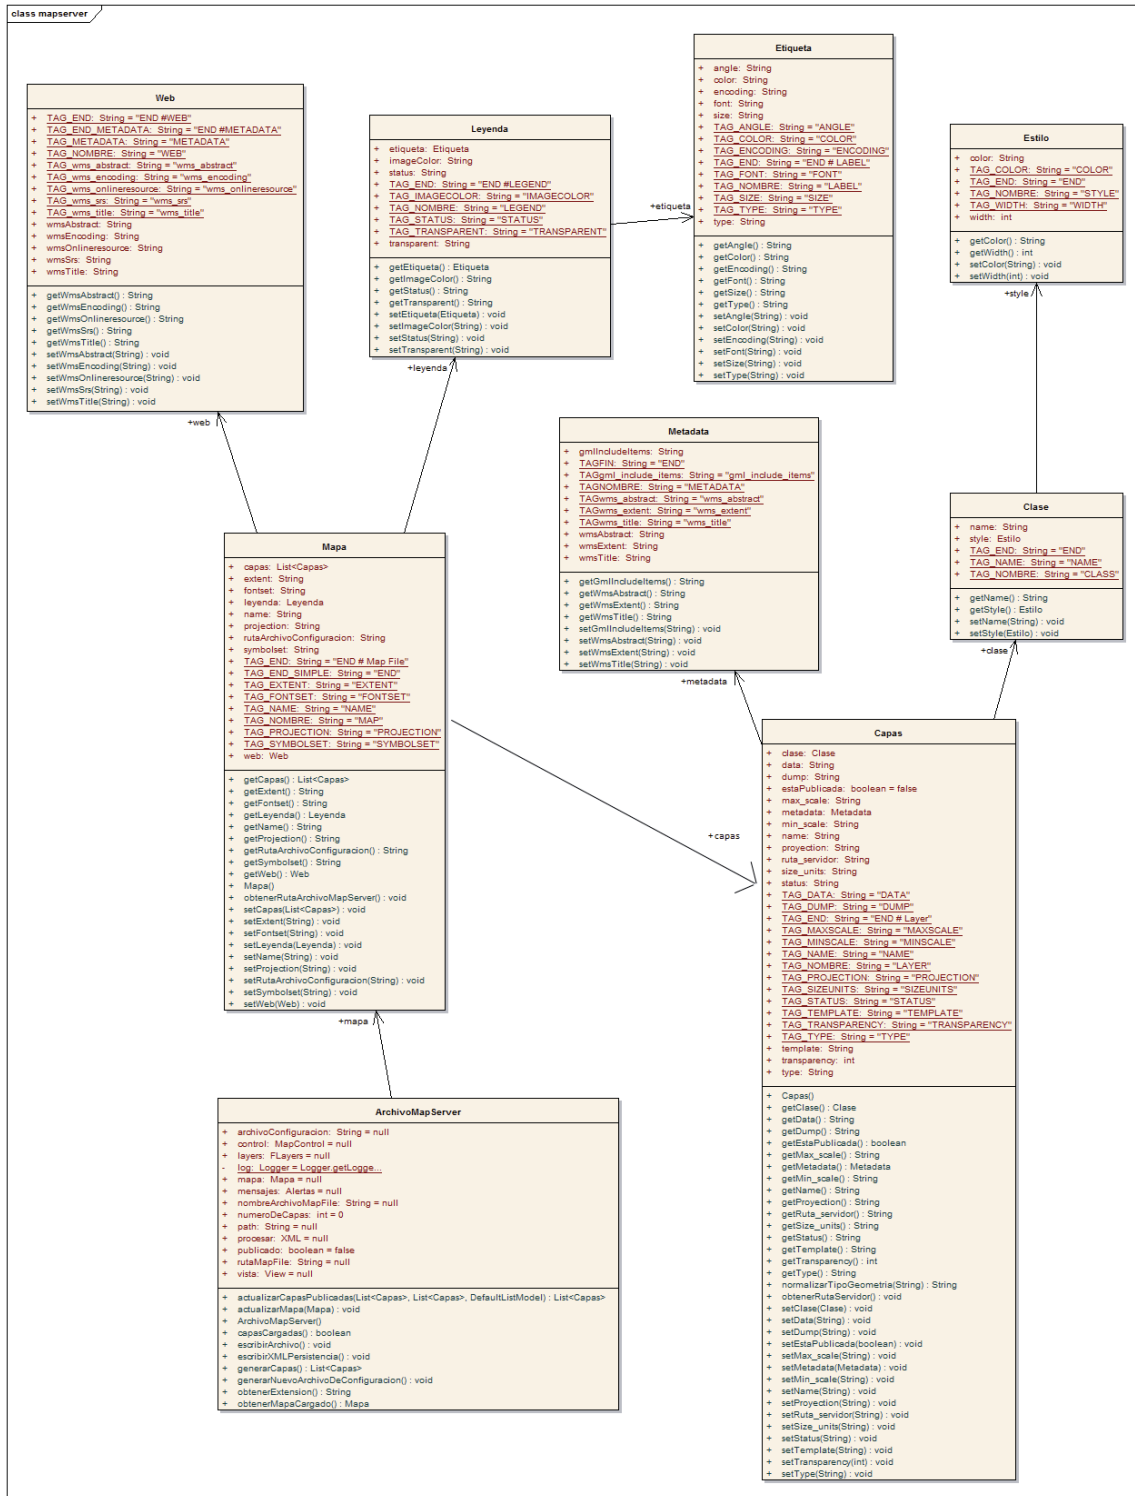 class mapserver
Web
+ TAG_END: String = "END #WEB"
+ TAG_END_METADATA: String = "END #METADATA"
+ TAG_METADATA: String = "METADATA"
+ TAG_NOMBRE: String = "WEB"
+ TAG_wms_abstract: String = "wms_abstract"
+ TAG_wms_encoding: String = "wms_encoding"
+ TAG_wms_onlineresource: String = "wms_onlineresource"
+ TAG_wms_srs: String = "wms_srs"
+ TAG_wms_title: String = "wms_title"
+ wmsAbstract: String
+ wmsEncoding: String
+ wmsOnlineresource: String
+ wmsSrs: String
+ wmsTitle: String
+ getWmsAbstract() : String
+ getWmsEncoding() : String
+ getWmsOnlineresource() : String
+ getWmsSrs() : String
+ getWmsTitle() : String
+ setWmsAbstract(String) : void
+ setWmsEncoding(String) : void
+ setWmsOnlineresource(String) : void
+ setWmsSrs(String) : void
+ setWmsTitle(String) : void
+web
Leyenda
+ etiqueta: Etiqueta
+ imageColor: String
+ status: String
+ TAG_END: String = "END #LEGEND"
+ TAG_IMAGECOLOR: String = "IMAGECOLOR"
+ TAG_NOMBRE: String = "LEGEND"
+ TAG_STATUS: String = "STATUS"
+ TAG_TRANSPARENT: String = "TRANSPARENT"
+ transparent: String
+ getEtiqueta() : Etiqueta
+ getImageColor() : String
+ getStatus() : String
+ getTransparent() : String
+ setEtiqueta(Etiqueta) : void
+ setImageColor(String) : void
+ setStatus(String) : void
+ setTransparent(String) : void
+leyenda
+etiqueta
Etiqueta
+ angle: String
+ color: String
+ encoding: String
+ font: String
+ size: String
+ TAG_ANGLE: String = "ANGLE"
+ TAG_COLOR: String = "COLOR"
+ TAG_ENCODING: String = "ENCODING"
+ TAG_END: String = "END # LABEL"
+ TAG_FONT: String = "FONT"
+ TAG_NOMBRE: String = "LABEL"
+ TAG_SIZE: String = "SIZE"
+ TAG_TYPE: String = "TYPE"
+ type: String
+ getAngle() : String
+ getColor() : String
+ getEncoding() : String
+ getFont() : String
+ getSize() : String
+ getType() : String
+ setAngle(String) : void
+ setColor(String) : void
+ setEncoding(String) : void
+ setFont(String) : void
+ setSize(String) : void
+ setType(String) : void
Estilo
+ color: String
+ TAG_COLOR: String = "COLOR"
+ TAG_END: String = "END"
+ TAG_NOMBRE: String = "STYLE"
+ TAG_WIDTH: String = "WIDTH"
+ width: int
+ getColor() : String
+ getWidth() : int
+ setColor(String) : void
+ setWidth(int) : void
+style
Metadata
+ gmlIncludeItems: String
+ TAGFIN: String = "END"
+ TAGgml_include_items: String = "gml_include_items"
+ TAGNOMBRE: String = "METADATA"
+ TAGwms_abstract: String = "wms_abstract"
+ TAGwms_extent: String = "wms_extent"
+ TAGwms_title: String = "wms_title"
+ wmsAbstract: String
+ wmsExtent: String
+ wmsTitle: String
+ getGmlIncludeItems() : String
+ getWmsAbstract() : String
+ getWmsExtent() : String
+ getWmsTitle() : String
+ setGmlIncludeItems(String) : void
+ setWmsAbstract(String) : void
+ setWmsExtent(String) : void
+ setWmsTitle(String) : void
+metadata
Clase
+ name: String
+ style: Estilo
+ TAG_END: String = "END"
+ TAG_NAME: String = "NAME"
+ TAG_NOMBRE: String = "CLASS"
+ getName() : String
+ getStyle() : Estilo
+ setName(String) : void
+ setStyle(Estilo) : void
+clase
Mapa
+ capas: List<Capas>
+ extent: String
+ fontset: String
+ leyenda: Leyenda
+ name: String
+ projection: String
+ rutaArchivoConfiguracion: String
+ symbolset: String
+ TAG_END: String = "END # Map File"
+ TAG_END_SIMPLE: String = "END"
+ TAG_EXTENT: String = "EXTENT"
+ TAG_FONTSET: String = "FONTSET"
+ TAG_NAME: String = "NAME"
+ TAG_NOMBRE: String = "MAP"
+ TAG_PROJECTION: String = "PROJECTION"
+ TAG_SYMBOLSET: String = "SYMBOLSET"
+ web: Web
+ getCapas() : List<Capas>
+ getExtent() : String
+ getFontset() : String
+ getLeyenda() : Leyenda
+ getName() : String
+ getProjection() : String
+ getRutaArchivoConfiguracion() : String
+ getSymbolset() : String
+ getWeb() : Web
+ Mapa()
+ obtenerRutaArchivoMapServer() : void
+ setCapas(List<Capas>) : void
+ setExtent(String) : void
+ setFontset(String) : void
+ setLeyenda(Leyenda) : void
+ setName(String) : void
+ setProjection(String) : void
+ setRutaArchivoConfiguracion(String) : void
+ setSymbolset(String) : void
+ setWeb(Web) : void
+mapa
+capas
Capas
+ clase: Clase
+ data: String
+ dump: String
+ estaPublicada: boolean = false
+ max_scale: String
+ metadata: Metadata
+ min_scale: String
+ name: String
+ proyection: String
+ ruta_servidor: String
+ size_units: String
+ status: String
+ TAG_DATA: String = "DATA"
+ TAG_DUMP: String = "DUMP"
+ TAG_END: String = "END # Layer"
+ TAG_MAXSCALE: String = "MAXSCALE"
+ TAG_MINSCALE: String = "MINSCALE"
+ TAG_NAME: String = "NAME"
+ TAG_NOMBRE: String = "LAYER"
+ TAG_PROJECTION: String = "PROJECTION"
+ TAG_SIZEUNITS: String = "SIZEUNITS"
+ TAG_STATUS: String = "STATUS"
+ TAG_TEMPLATE: String = "TEMPLATE"
+ TAG_TRANSPARENCY: String = "TRANSPARENCY"
+ TAG_TYPE: String = "TYPE"
+ template: String
+ transparency: int
+ type: String
+ Capas()
+ getClase() : Clase
+ getData() : String
+ getDump() : String
+ getEstaPublicada() : boolean
+ getMax_scale() : String
+ getMetadata() : Metadata
+ getMin_scale() : String
+ getName() : String
+ getProyection() : String
+ getRuta_servidor() : String
+ getSize_units() : String
+ getStatus() : String
+ getTemplate() : String
+ getTransparency() : int
+ getType() : String
+ normalizarTipoGeometria(String) : String
+ obtenerRutaServidor() : void
+ setClase(Clase) : void
+ setData(String) : void
+ setDump(String) : void
+ setEstaPublicada(boolean) : void
+ setMax_scale(String) : void
+ setMetadata(Metadata) : void
+ setMin_scale(String) : void
+ setName(String) : void
+ setProyection(String) : void
+ setRuta_servidor(String) : void
+ setSize_units(String) : void
+ setStatus(String) : void
+ setTemplate(String) : void
+ setTransparency(int) : void
+ setType(String) : void
ArchivoMapServer
+ archivoConfiguracion: String = null
+ control: MapControl = null
+ layers: FLayers = null
- log: Logger = Logger.getLogge...
+ mapa: Mapa = null
+ mensajes: Alertas = null
+ nombreArchivoMapFile: String = null
+ numeroDeCapas: int = 0
+ path: String = null
+ procesar: XML = null
+ publicado: boolean = false
+ rutaMapFile: String = null
+ vista: View = null
+ actualizarCapasPublicadas(List<Capas>, List<Capas>, DefaultListModel) : List<Capas>
+ actualizarMapa(Mapa) : void
+ ArchivoMapServer()
+ capasCargadas() : boolean
+ escribirArchivo() : void
+ escribirXMLPersistencia() : void
+ generarCapas() : List<Capas>
+ generarNuevoArchivoDeConfiguracion() : void
+ obtenerExtension() : String
+ obtenerMapaCargado() : Mapa